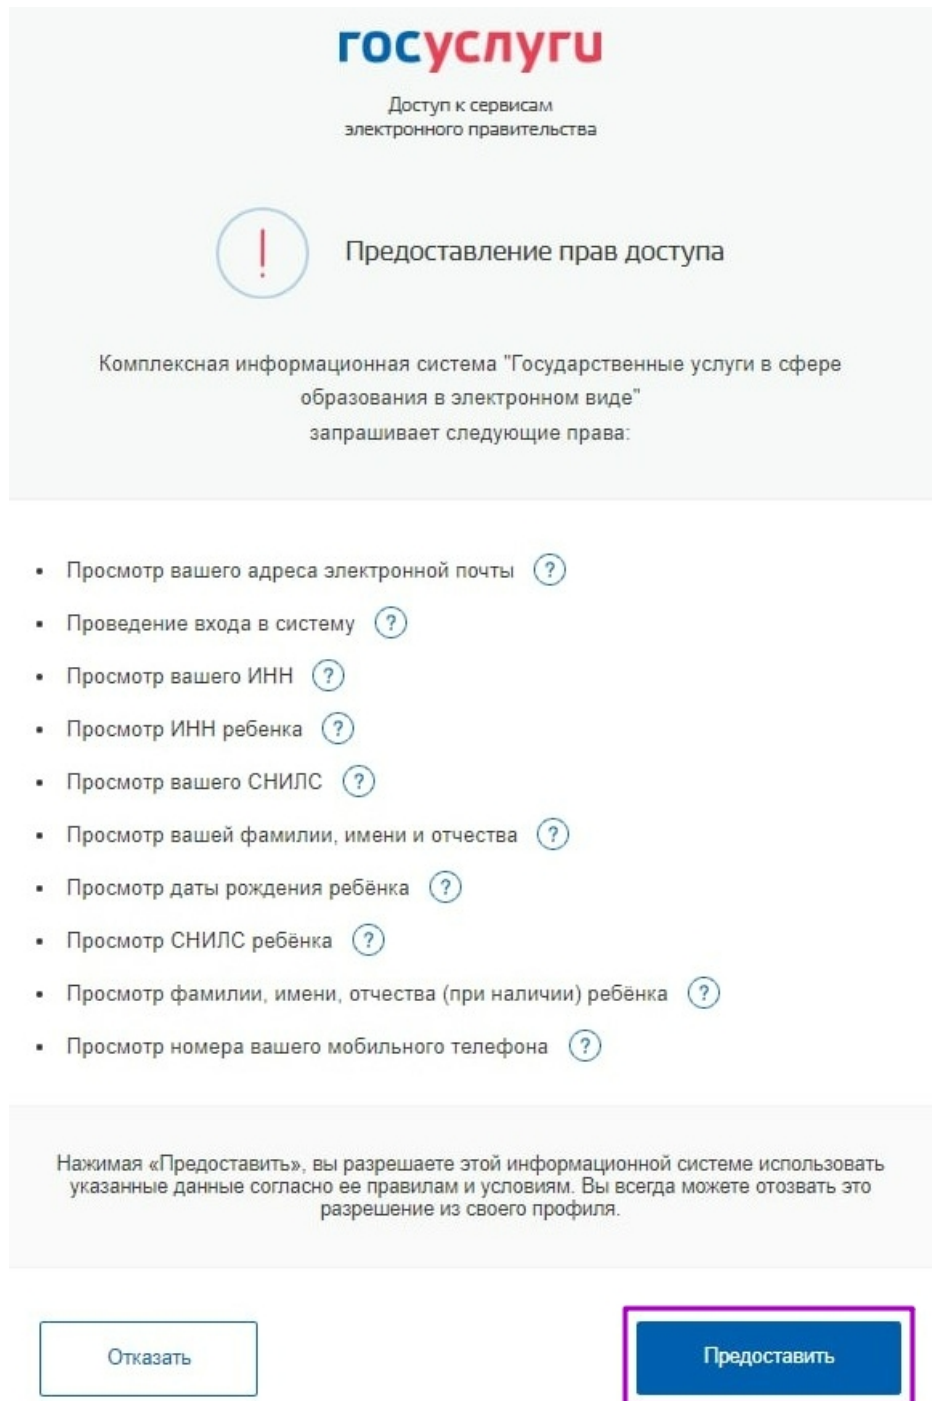 госуслуги
Доступ к сервисам
электронного правительства
!
Предоставление прав доступа
Комплексная информационная система "Государственные услуги в сфере
образования в электронном виде"
запрашивает следующие права:
▪ Просмотр вашего адреса электронной почты ?
▪ Проведение входа в систему ?
▪ Просмотр вашего ИНН ?
▪ Просмотр ИНН ребенка ?
▪ Просмотр вашего СНИЛС ?
▪ Просмотр вашей фамилии, имени и отчества ?
▪ Просмотр даты рождения ребёнка ?
▪ Просмотр СНИЛС ребёнка ?
▪ Просмотр фамилии, имени, отчества (при наличии) ребёнка ?
▪ Просмотр номера вашего мобильного телефона ?
Нажимая «Предоставить», вы разрешаете этой информационной системе использовать
указанные данные согласно ее правилам и условиям. Вы всегда можете отозвать это
разрешение из своего профиля.
Отказать
Предоставить